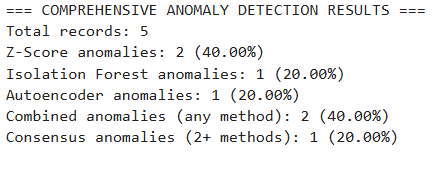 === COMPREHENSIVE ANOMALY DETECTION RESULTS ===
Total records: 5
Z-Score anomalies: 2 (40.00%)
Isolation Forest anomalies: 1 (20.00%)
Autoencoder anomalies: 1 (20.00%)
Combined anomalies (any method): 2 (40.00%)
Consensus anomalies (2+ methods): 1 (20.00%)